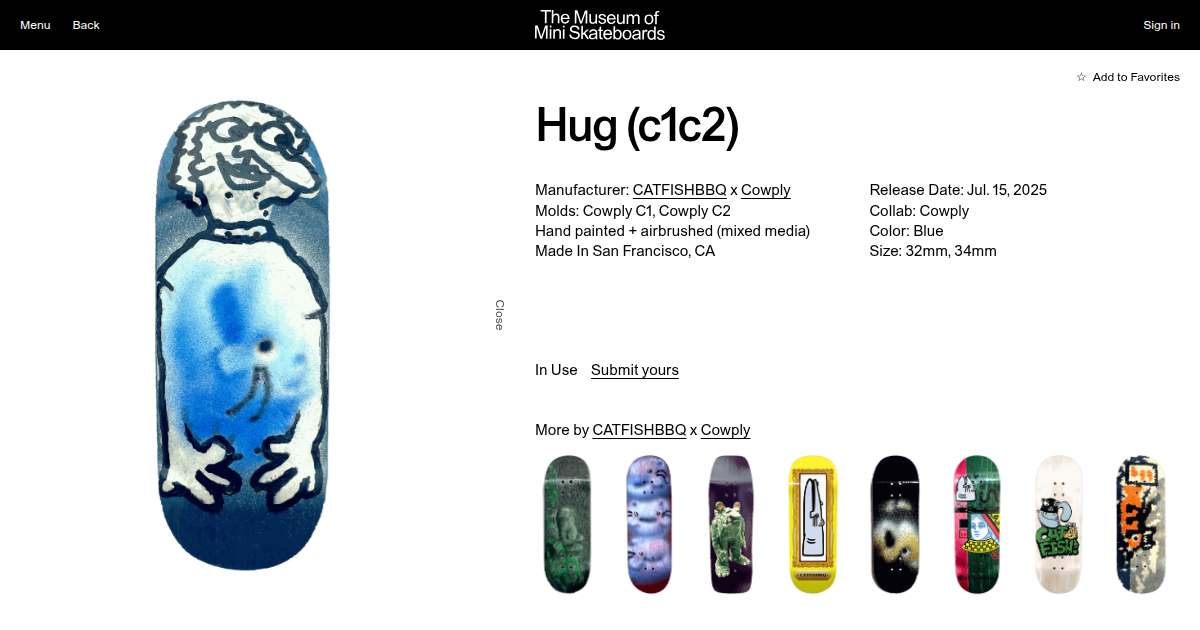 Menu
Back
The Museum of
Mini Skateboards
Sign in
☆ Add to Favorites
Hug (c1c2)
Manufacturer: CATFISHBBQ x Cowply
Molds: Cowply C1, Cowply C2
Hand painted + airbrushed (mixed media)
Made In San Francisco, CA
Release Date: Jul. 15, 2025
Collab: Cowply
Color: Blue
Size: 32mm, 34mm
Close
In Use
Submit yours
More by CATFISHBBQ x Cowply
CAT
FISH!